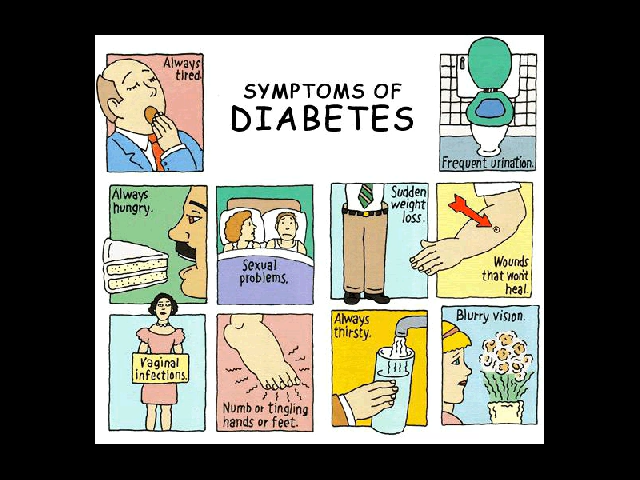 Always
tired.
SYMPTOMS OF
DIABETES
Frequent urination.
Always
hungry.
Sexual
problems.
Sudden
weight
loss.
Wounds
that won't
heal.
Vaginal
infections.
Numb or tingling
hands or feet.
Always
thirsty.
Blurry vision.